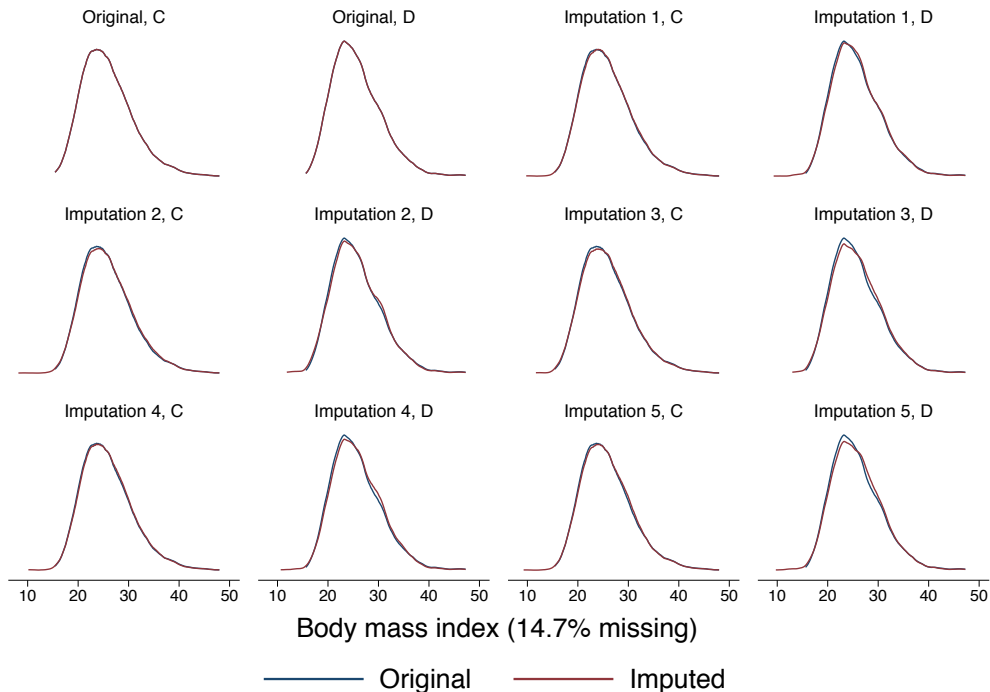 Original, C
Original, D
Imputation 1, C
Imputation 1, D
Imputation 2, C
Imputation 2, D
Imputation 3, C
Imputation 3, D
Imputation 4, C
Imputation 4, D
Imputation 5, C
Imputation 5, D
10 20 30 40 50
10 20 30 40 50
10 20 30 40 50
10 20 30 40 50
Body mass index (14.7% missing)
Original
Imputed